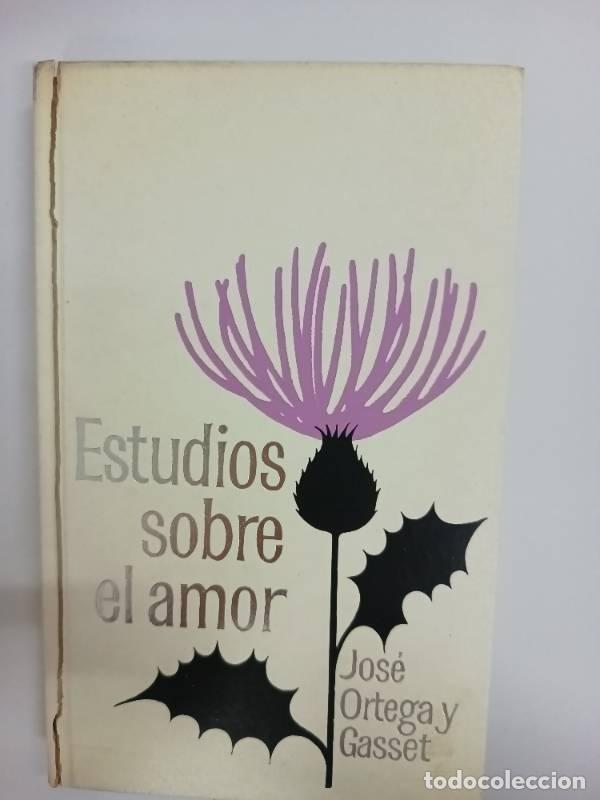 Estudios
sobre
el amor
José
Ortega y
Gasset
todocoleccion